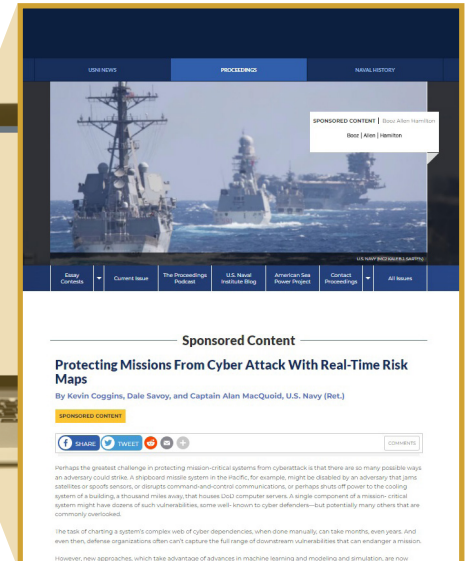 USNI NEWS
PROCEEDINGS
NAVAL HISTORY
SPONSORED CONTENT | Booz Allen Hamilton
Booz | Allen | Hamilton
U.S. NAVY
Essay Contests
Current Issue
The Proceedings Podcast
U.S. Naval Institute Blog
American Sea Power Project
Contact Proceedings
All Issues
Sponsored Content
Protecting Missions From Cyber Attack With Real-Time Risk
Maps
By Kevin Coggins, Dale Savoy, and Captain Alan MacQuoid, U.S. Navy (Ret.)
SPONSORED CONTENT
SHARE
TWEET
COMMENTS
Perhaps the greatest challenge in protecting mission-critical systems from cyberattack is that there are so many possible ways
an adversary could strike. A shipboard missile system in the Pacific, for example, might be disabled by an adversary that jams
satellites or spoofs sensors, or disrupts command-and-control communications, or perhaps shuts off power to the cooling
system of a building, a thousand miles away, that houses DoD computer servers. A single component of a mission- critical
system might have dozens of such vulnerabilities, some well- known to cyber defenders—but potentially many others that are
commonly overlooked.
The task of charting a system's complex web of cyber dependencies, when done manually, can take months, even years. And
even then, defense organizations often can't capture the full range of downstream vulnerabilities that can endanger a mission.
However, new approaches, which take advantage of advances in machine learning and modeling and simulation, are now